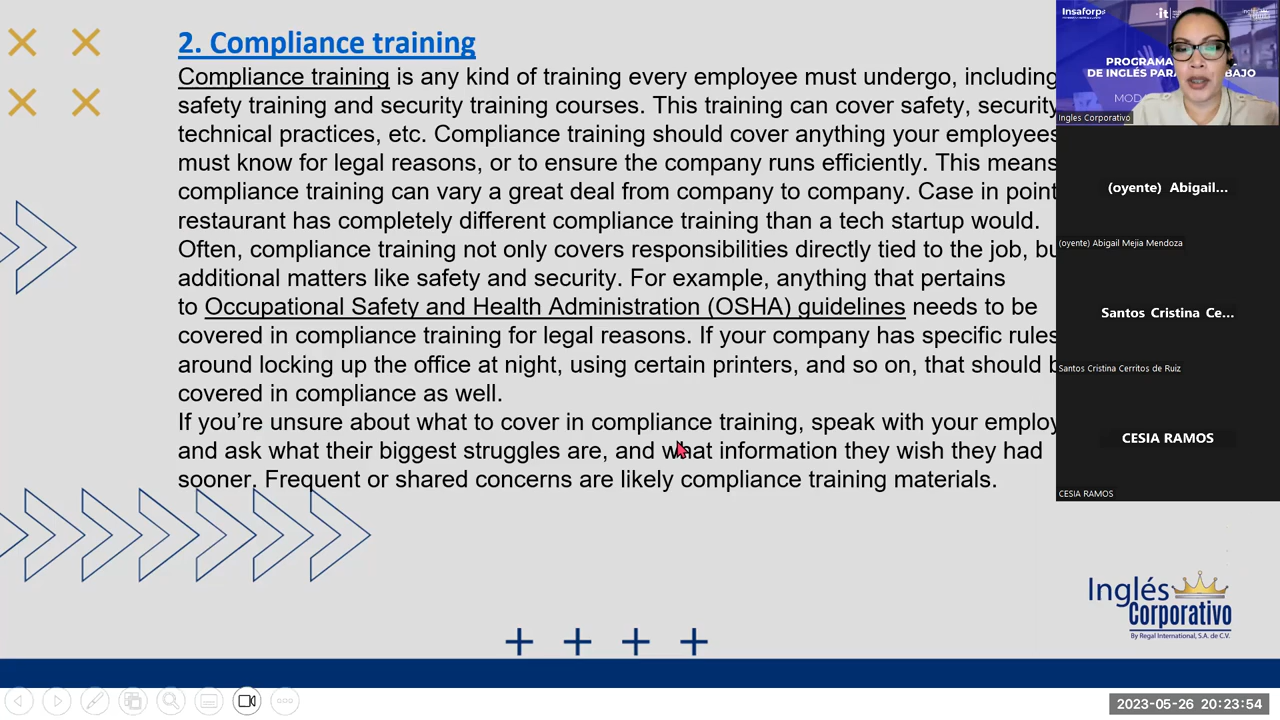 2. Compliance training
Compliance training is any kind of training every employee must undergo, including
safety training and security training courses. This training can cover safety, security
technical practices, etc. Compliance training should cover anything your employees
must know for legal reasons, or to ensure the company runs efficiently. This means
compliance training can vary a great deal from company to company. Case in point
restaurant has completely different compliance training than a tech startup would.
Often, compliance training not only covers responsibilities directly tied to the job, bu
additional matters like safety and security. For example, anything that pertains
to Occupational Safety and Health Administration (OSHA) guidelines needs to be
covered in compliance training for legal reasons. If your company has specific rules
around locking up the office at night, using certain printers, and so on, that should b
covered in compliance as well.
If you’re unsure about what to cover in compliance training, speak with your employ
and ask what their biggest struggles are, and what information they wish they had
sooner. Frequent or shared concerns are likely compliance training materials.
Insaforp
PROGRAMA
DE INGLÉS PARA BAJO
MOD
Ingles Corporativo
(oyente) Abigail...
(oyente) Abigail Mejia Mendoza
Santos Cristina Ce...
Santos Cristina Cerritos de Ruiz
CESIA RAMOS
CESIA RAMOS
Inglés
Corporativo
By Regal International, S.A. de C.V.
2023-05-26 20:23:54